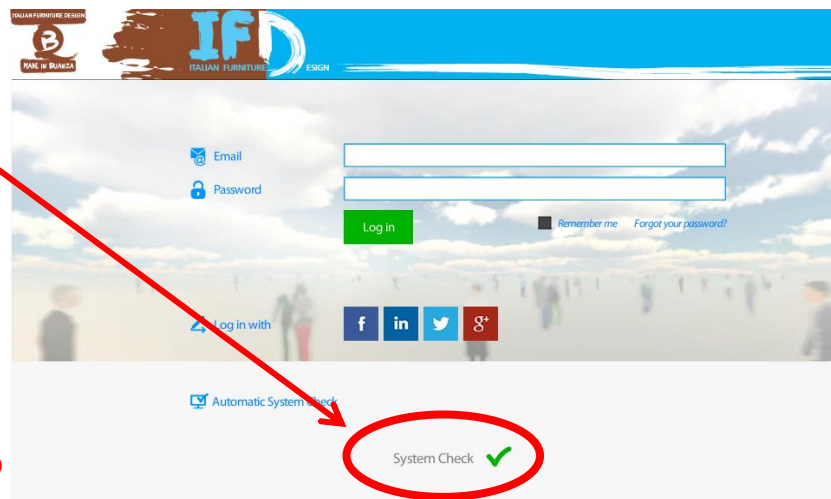 ITALIAN FURNITURE DESIGN
B
MADE IN BRIANZA
IFD
ITALIAN FURNITURE ESIGN
Email
Password
Log in
Remember me Forgot your password?
Log in with
f in g+
Automatic System Check
System Check